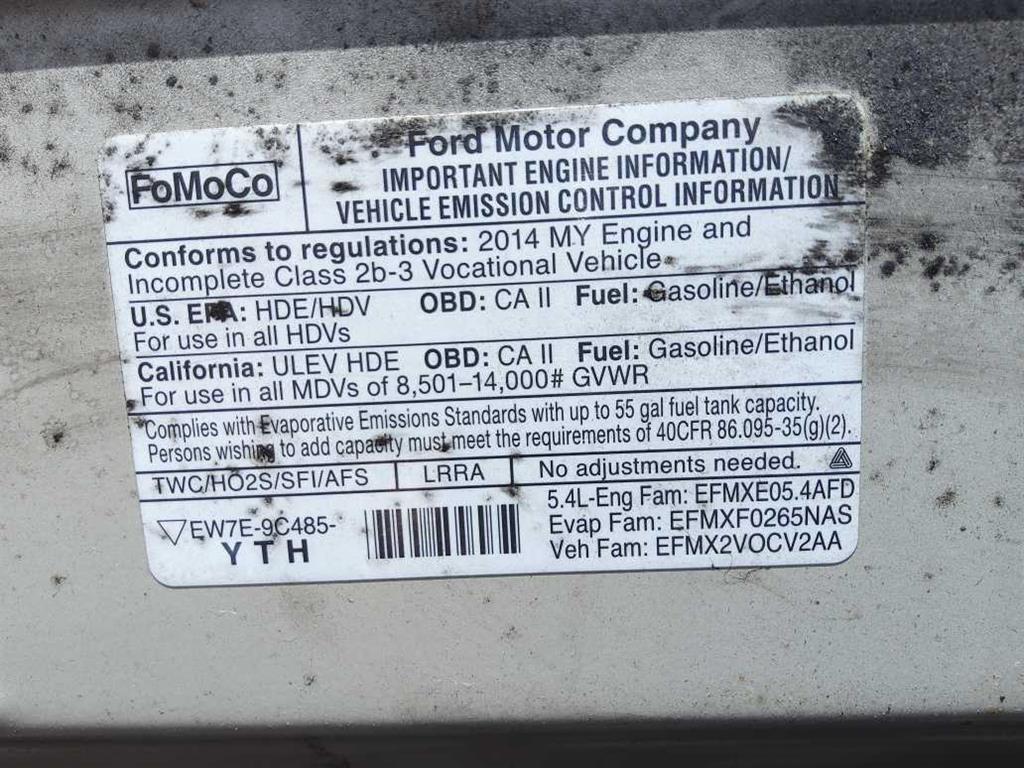 FoMoCo
Ford Motor Company
IMPORTANT ENGINE INFORMATION/
VEHICLE EMISSION CONTROL INFORMATION
Conforms to regulations: 2014 MY Engine and
Incomplete Class 2b-3 Vocational Vehicle.
U.S. EPA: HDE/HDV OBD: CA II Fuel: Gasoline/Ethanol
For use in all HDVs
California: ULEV HDE OBD: CA II Fuel: Gasoline/Ethanol
For use in all MDVs of 8,501–14,000# GVWR
Complies with Evaporative Emissions Standards with up to 55 gal fuel tank capacity.
Persons wishing to add capacity must meet the requirements of 40CFR 86.095-35(g)(2).
TWC/HO2S/SFI/AFS LRRA No adjustments needed.
5.4L-Eng Fam: EFMXE05.4AFD
EW7E-9C485- Evap Fam: EFMXF0265NAS
YTH Veh Fam: EFMX2VOCV2AA